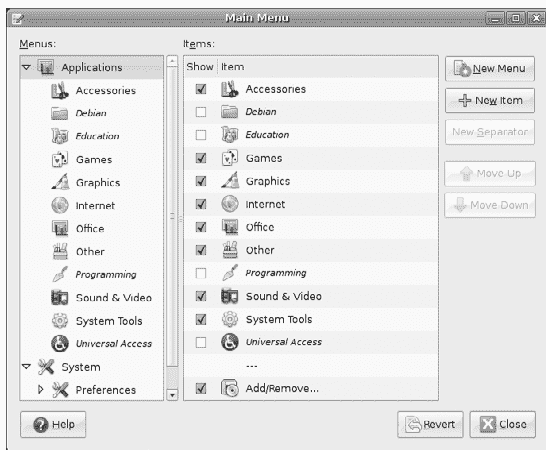 Main Menu
Menus:
Applications
Accessories
Debian
Education
Games
Graphics
Internet
Office
Other
Programming
Sound & Video
System Tools
Universal Access
System
Preferences
Items:
Show Item
Accessories
Debian
Education
Games
Graphics
Internet
Office
Other
Programming
Sound & Video
System Tools
Universal Access
---
Add/Remove...
New Menu
New Item
New Separator
Move Up
Move Down
Help
Revert
Close